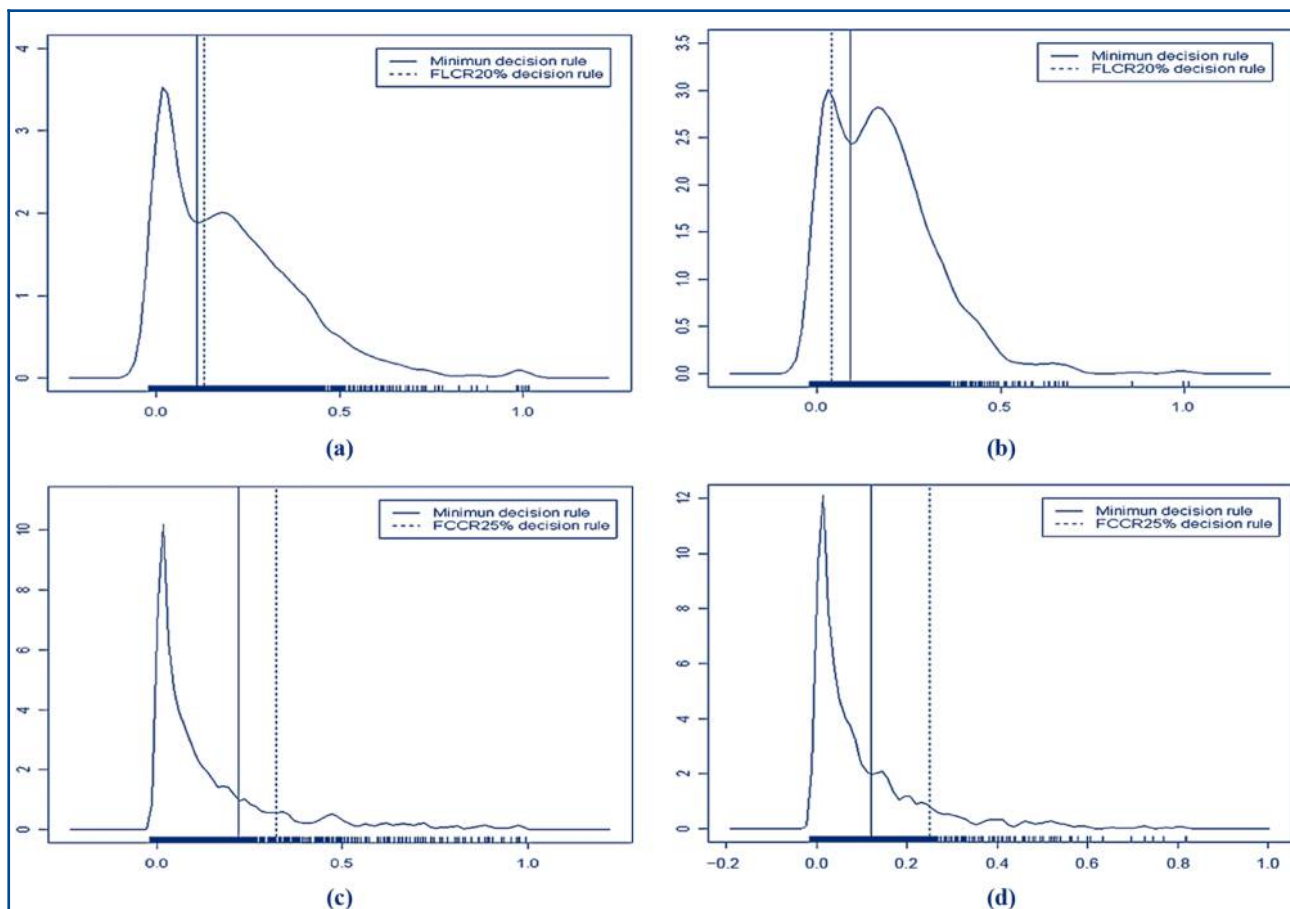 Minimun decision rule
FLCR20% decision rule
4
3
2
1
0
0.0 0.5 1.0
(a)
Minimun decision rule
FLCR20% decision rule
3.5
3.0
2.5
2.0
1.5
1.0
0.5
0.0
0.0 0.5 1.0
(b)
Minimun decision rule
FCCR25% decision rule
10
8
6
4
2
0
0.0 0.5 1.0
(c)
Minimun decision rule
FCCR25% decision rule
12
10
8
6
4
2
0
−0.2 0.0 0.2 0.4 0.6 0.8 1.0
(d)